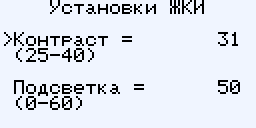 Установки ЖКИ
>Контраст = 31
(25-40)
Подсветка = 50
(0-60)